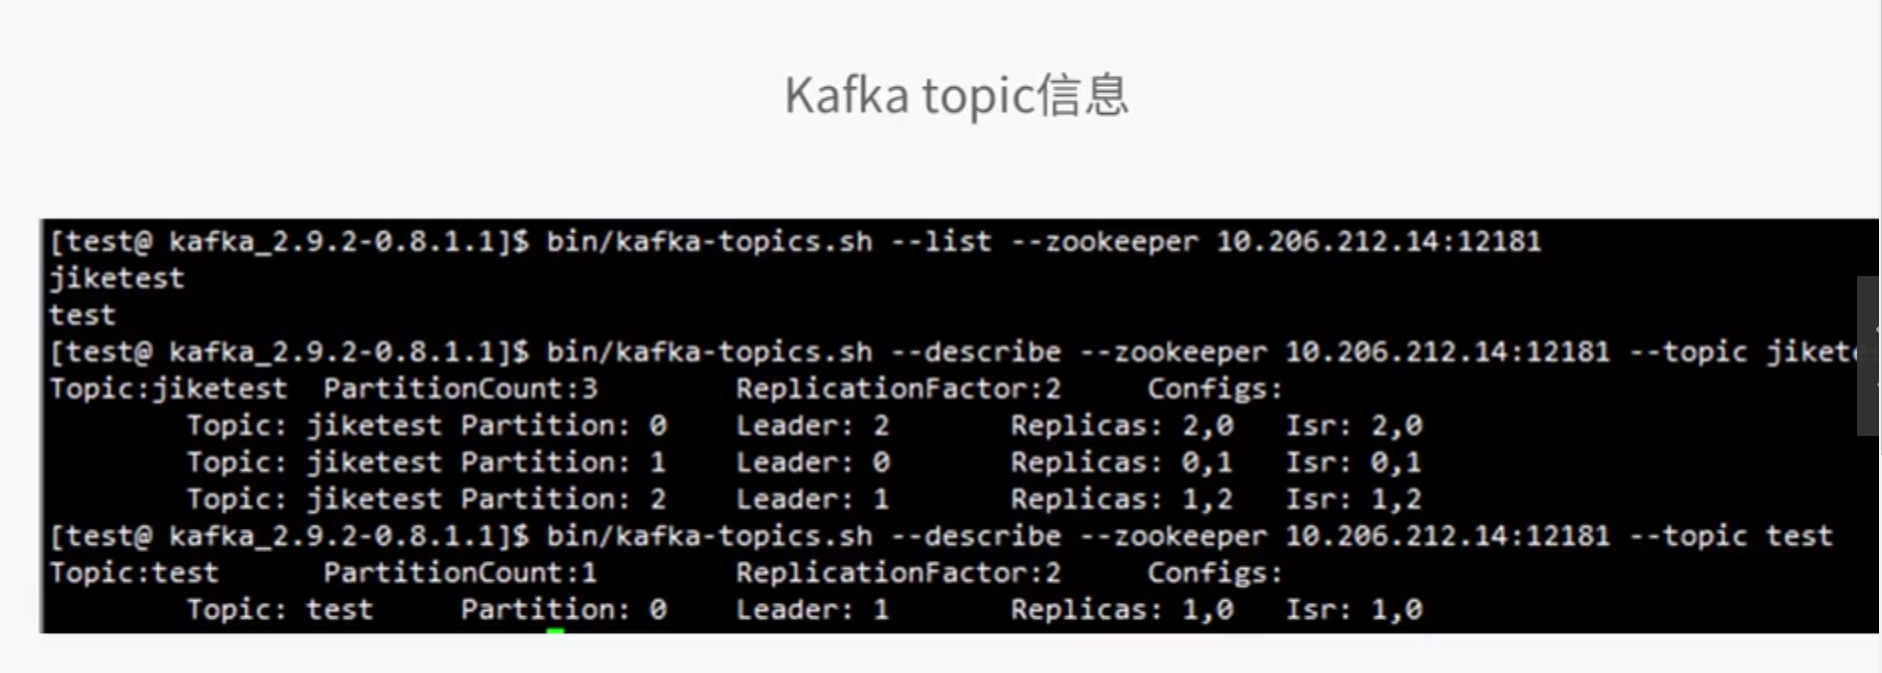 Kafka topic信息
[test@ kafka_2.9.2-0.8.1.1]$ bin/kafka-topics.sh --list --zookeeper 10.206.212.14:12181
jiketest
test
[test@ kafka_2.9.2-0.8.1.1]$ bin/kafka-topics.sh --describe --zookeeper 10.206.212.14:12181 --topic jikete
Topic:jiketest PartitionCount:3 ReplicationFactor:2 Configs:
Topic: jiketest Partition: 0 Leader: 2 Replicas: 2,0 Isr: 2,0
Topic: jiketest Partition: 1 Leader: 0 Replicas: 0,1 Isr: 0,1
Topic: jiketest Partition: 2 Leader: 1 Replicas: 1,2 Isr: 1,2
[test@ kafka_2.9.2-0.8.1.1]$ bin/kafka-topics.sh --describe --zookeeper 10.206.212.14:12181 --topic test
Topic:test PartitionCount:1 ReplicationFactor:2 Configs:
Topic: test Partition: 0 Leader: 1 Replicas: 1,0 Isr: 1,0